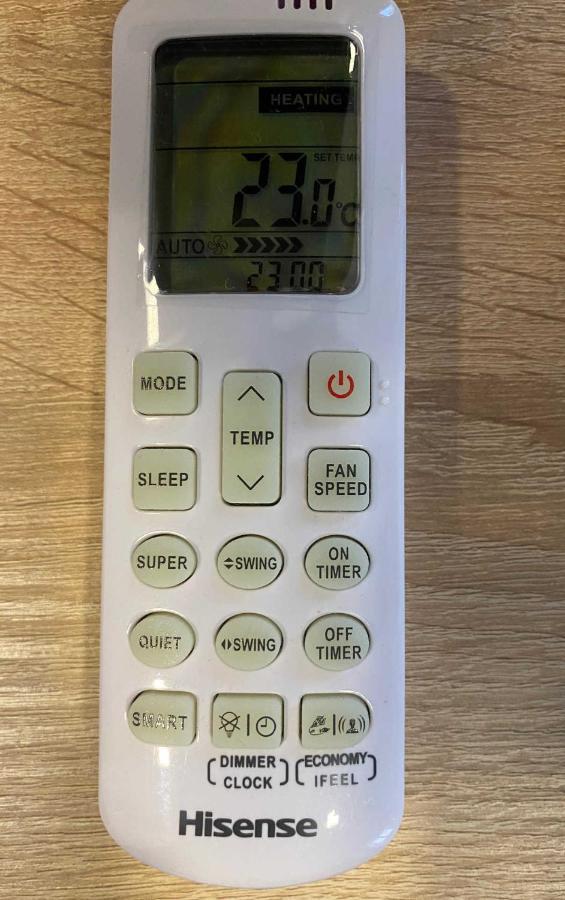 HEATING
SET TEMP
23.0°C
AUTO
23:00
MODE
TEMP
SLEEP
FAN
SPEED
SUPER
SWING
ON
TIMER
QUIET
SWING
OFF
TIMER
SMART
DIMMER
CLOCK
ECONOMY
IFEEL
Hisense